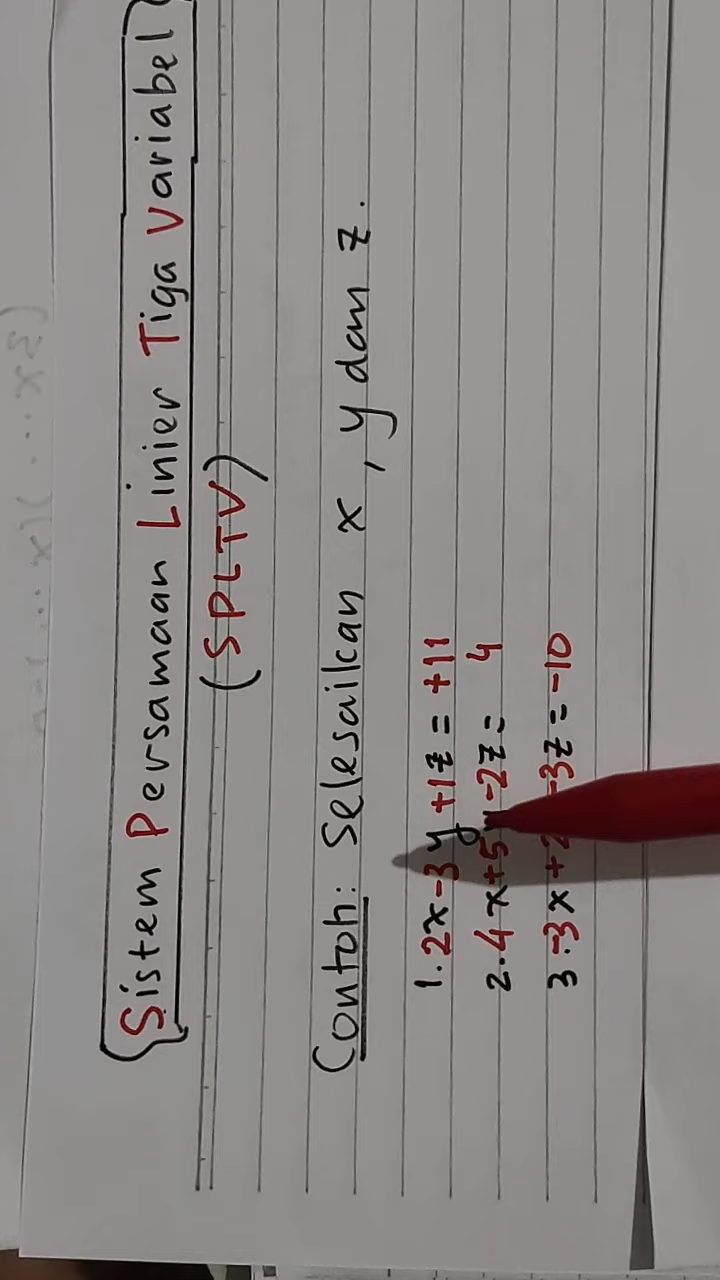 Sistem Persamaan Linier Tiga Variabel
(SPLTV)
Contoh: Selesaikan x, y dan z.
1. 2x-3y+1z = +11
2. 4x+5y-2z = 4
3. -3x+2 -3z = -10